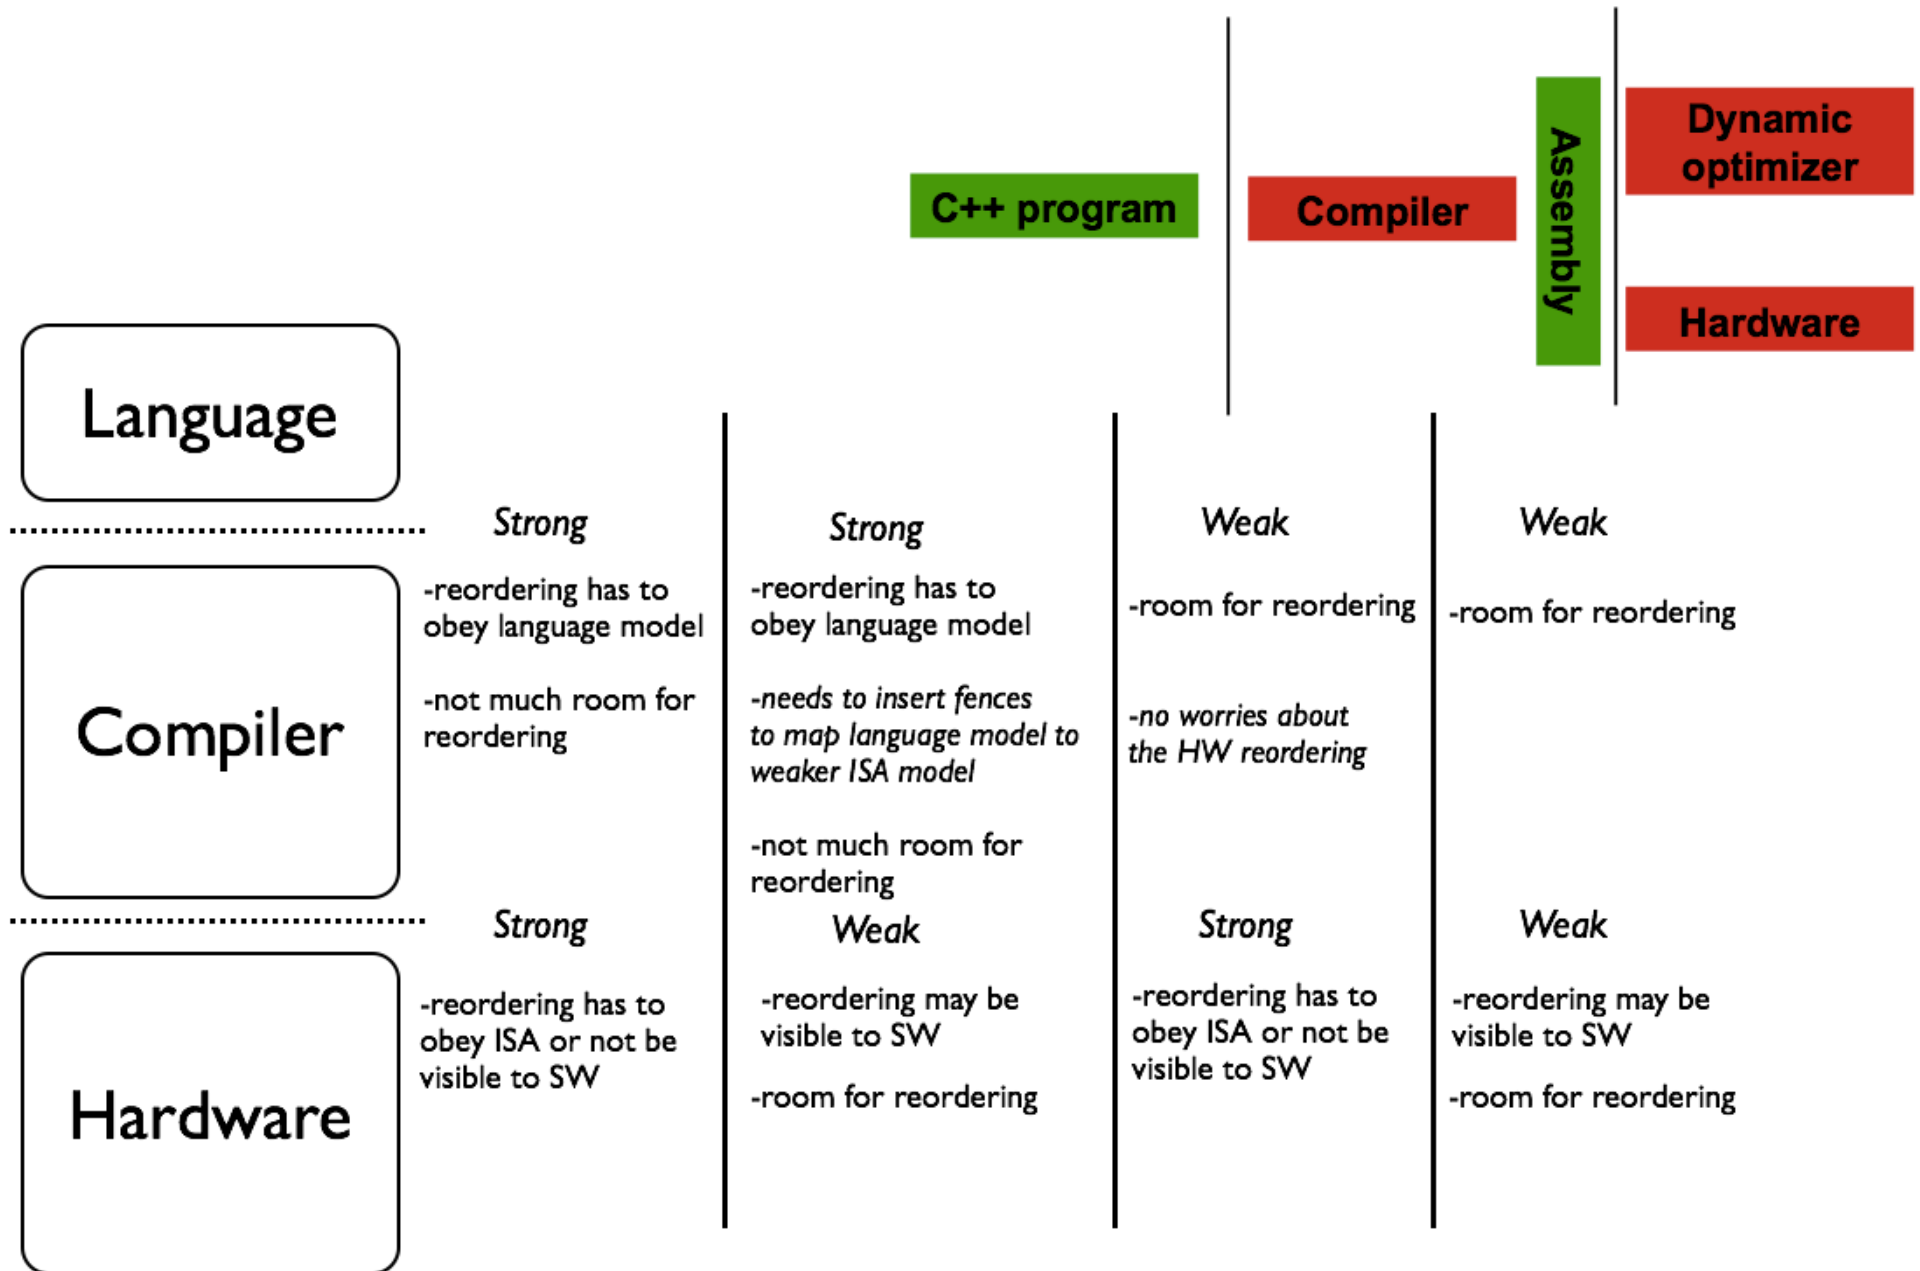 C++ program
Compiler
Assembly
Dynamic
optimizer
Hardware
Language
Compiler
Hardware
Strong
-reordering has to
obey language model
-not much room for
reordering
Strong
-reordering has to
obey ISA or not be
visible to SW
Strong
-reordering has to
obey language model
-needs to insert fences
to map language model to
weaker ISA model
-not much room for
reordering
Weak
-reordering may be
visible to SW
-room for reordering
Weak
-room for reordering
-no worries about
the HW reordering
Strong
-reordering has to
obey ISA or not be
visible to SW
Weak
-room for reordering
Weak
-reordering may be
visible to SW
-room for reordering